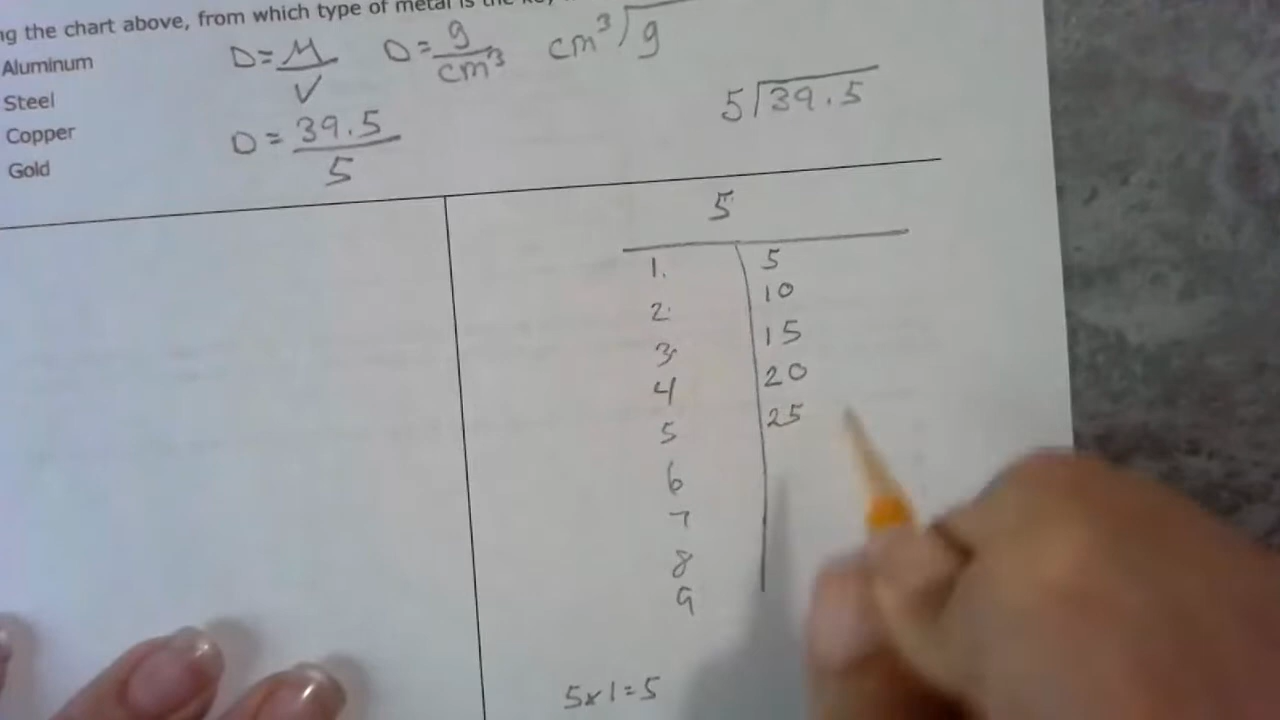 ng the chart above, from which type of metal is the
Aluminum
Steel
Copper
Gold
D = M / V
D = g / cm³
cm³ ⟌ g
D = 39.5 / 5
5 ⟌ 39.5
5
1. 5
2. 10
3 15
4 20
5 25
6
7
8
9
5x1=5